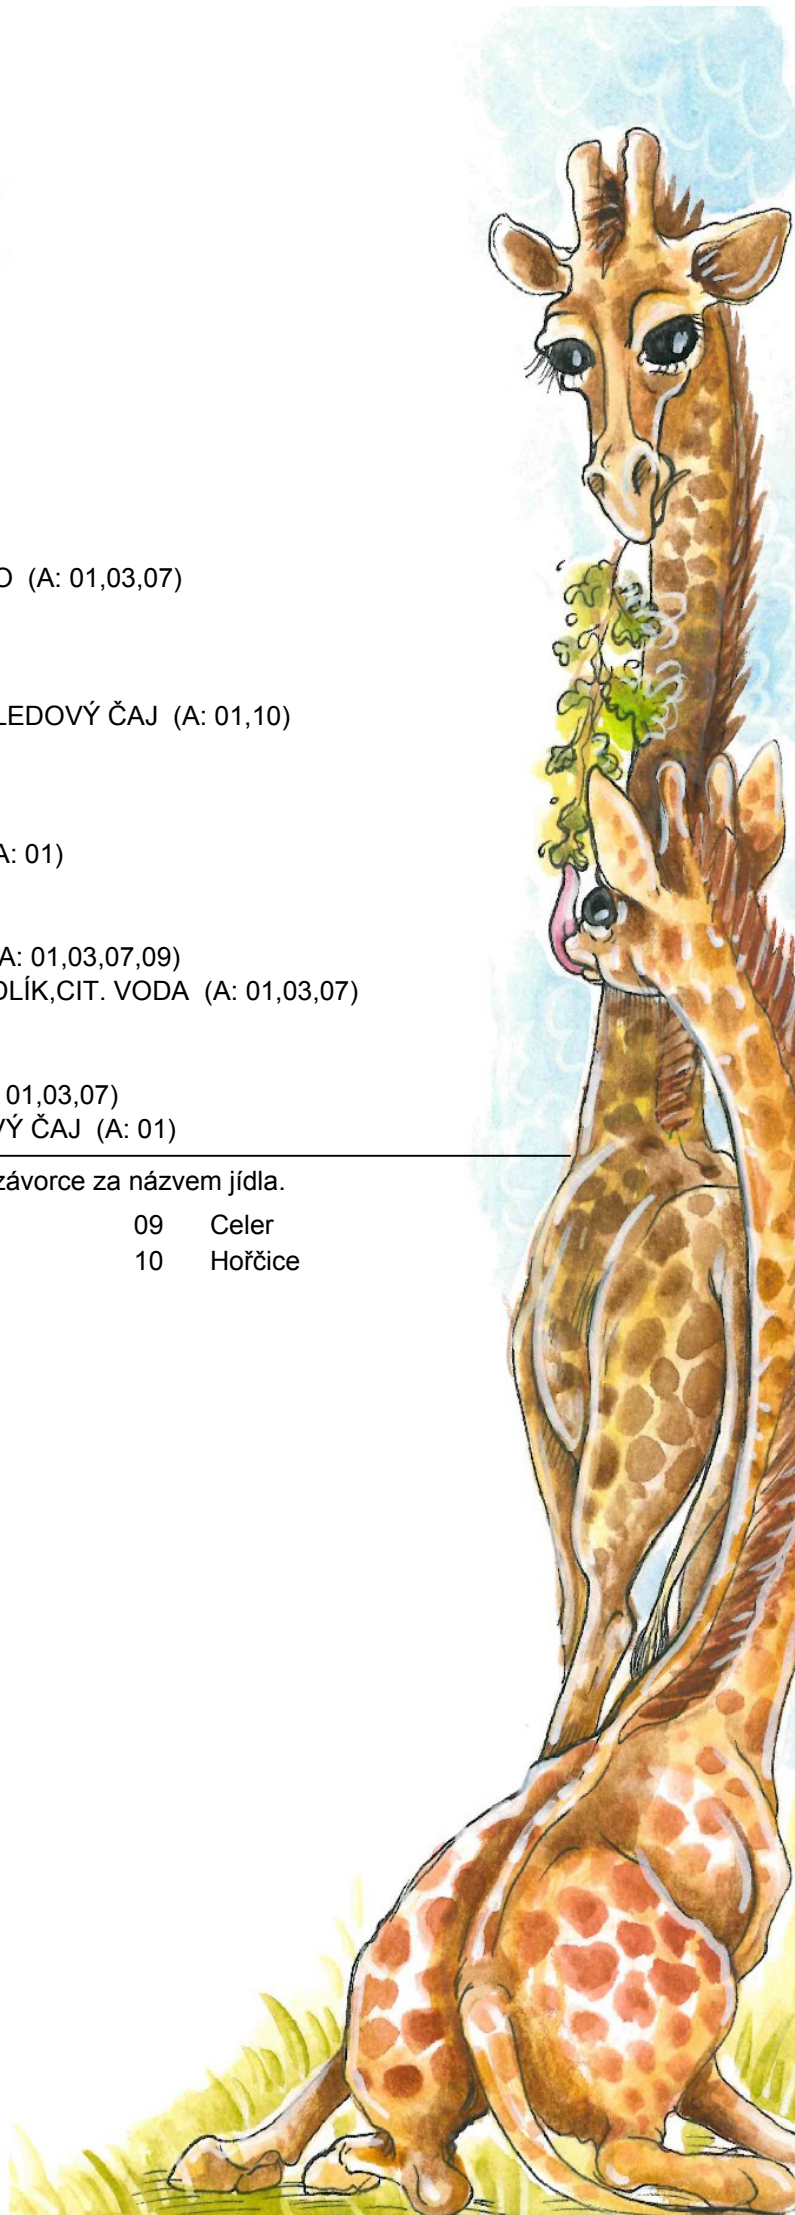 O (A: 01,03,07)
LEDOVÝ ČAJ (A: 01,10)
A: 01)
A: 01,03,07,09)
OLÍK,CIT. VODA (A: 01,03,07)
01,03,07)
VÝ ČAJ (A: 01)
závorce za názvem jídla.
09 Celer
10 Hořčice